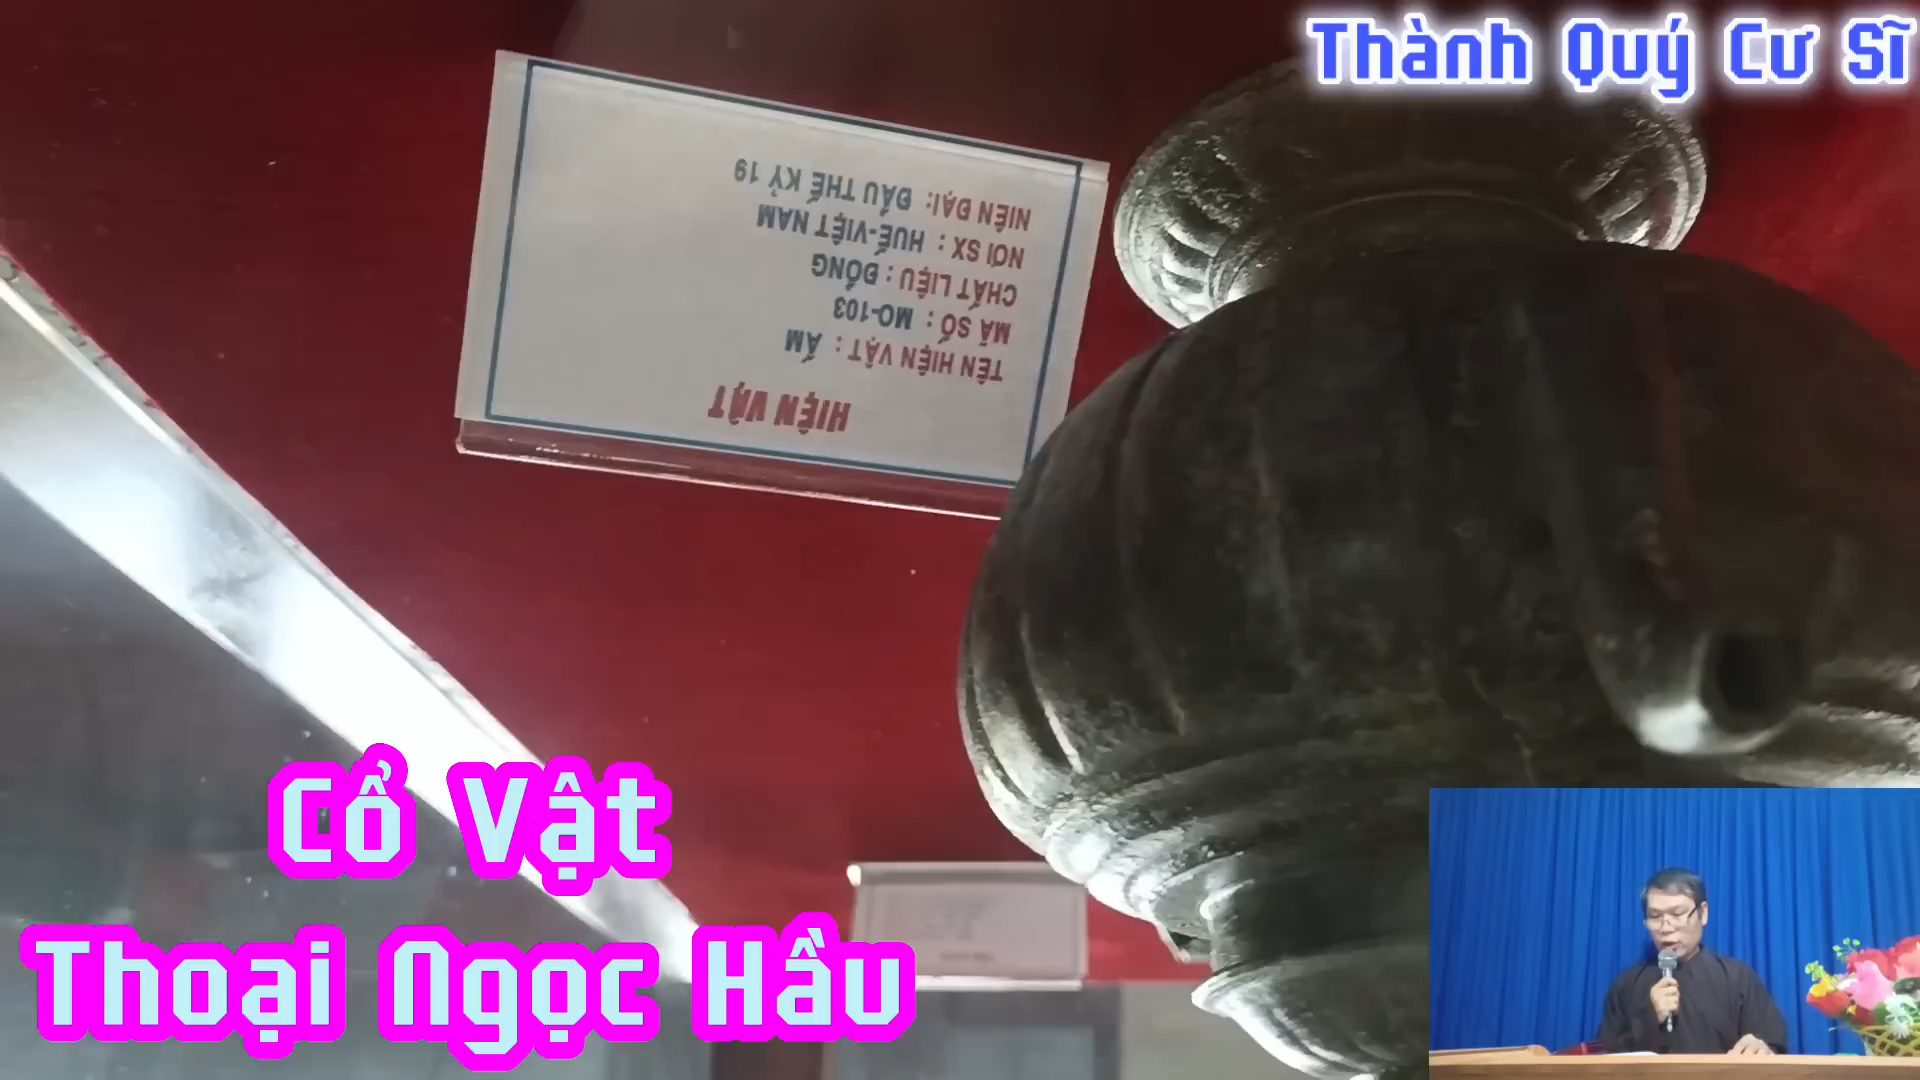 Thành Quý Cư Sĩ
HIỆN VẬT
TÊN HIỆN VẬT : ẤM
MÃ SỐ : MO-103
CHẤT LIỆU : ĐỒNG
NƠI SX : HUẾ-VIỆT NAM
NIÊN ĐẠI: ĐẦU THẾ KỶ 19
Cổ Vật
Thoại Ngọc Hầu